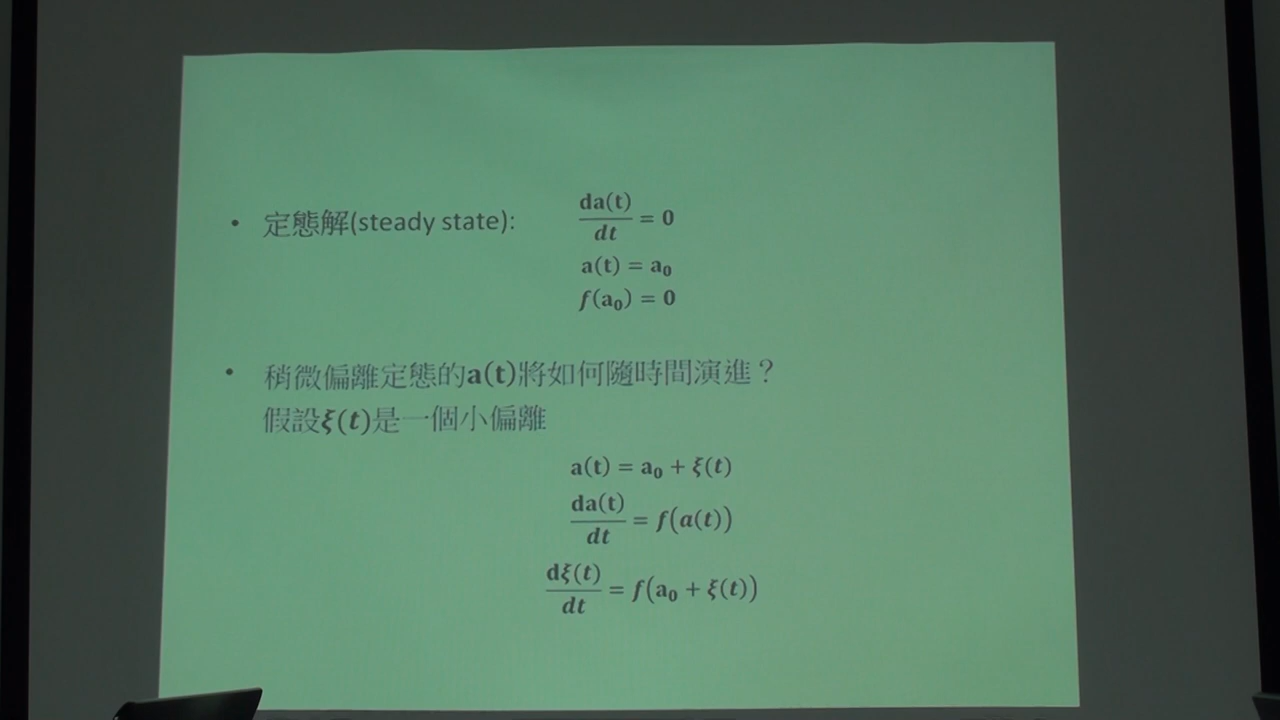 • 定態解(steady state):
da(t)/dt = 0
a(t) = a₀
f(a₀) = 0
• 稍微偏離定態的a(t)將如何隨時間演進？
假設ξ(t)是一個小偏離
a(t) = a₀ + ξ(t)
da(t)/dt = f(a(t))
dξ(t)/dt = f(a₀ + ξ(t))